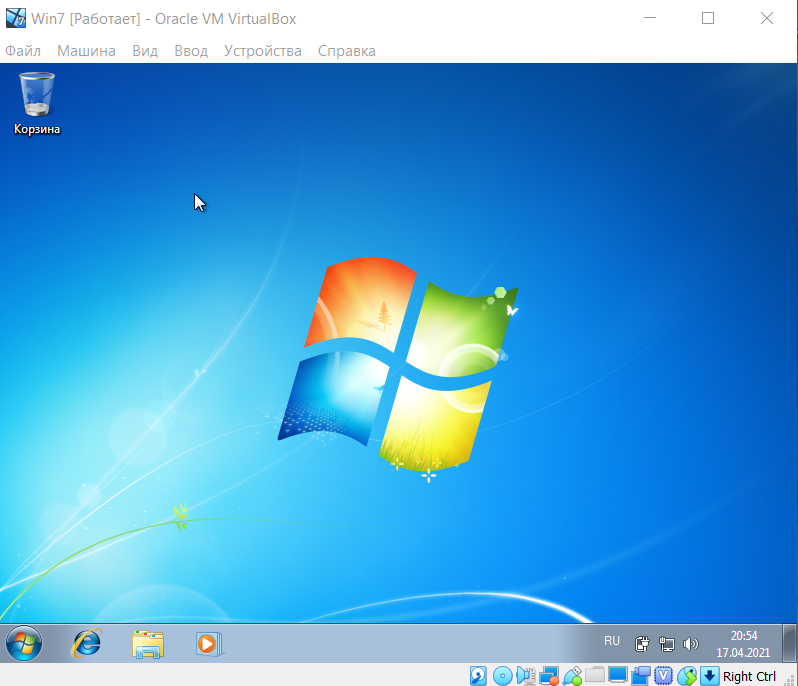 Win7 [Работает] - Oracle VM VirtualBox
Файл Машина Вид Ввод Устройства Справка
Корзина
RU
20:54
17.04.2021
Right Ctrl